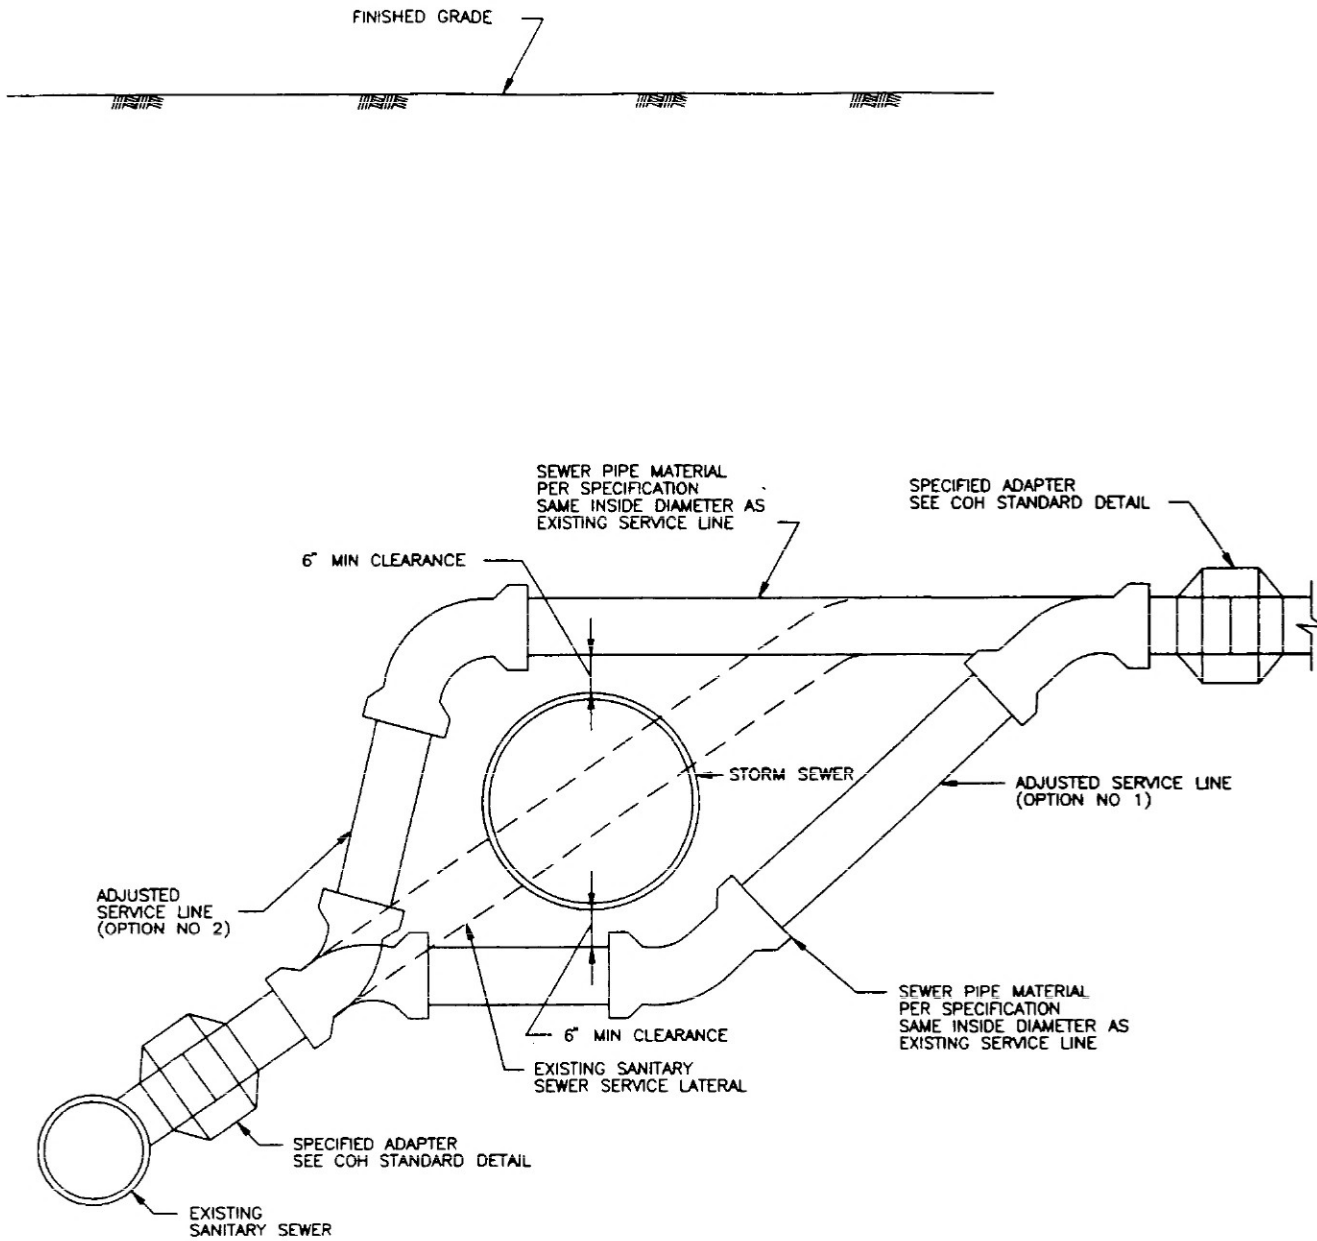 FINISHED GRADE
SEWER PIPE MATERIAL
PER SPECIFICATION
SAME INSIDE DIAMETER AS
EXISTING SERVICE LINE
SPECIFIED ADAPTER
SEE COH STANDARD DETAIL
6" MIN CLEARANCE
STORM SEWER
ADJUSTED SERVICE LINE
(OPTION NO 1)
ADJUSTED
SERVICE LINE
(OPTION NO 2)
SEWER PIPE MATERIAL
PER SPECIFICATION
SAME INSIDE DIAMETER AS
EXISTING SERVICE LINE
6" MIN CLEARANCE
EXISTING SANITARY
SEWER SERVICE LATERAL
SPECIFIED ADAPTER
SEE COH STANDARD DETAIL
EXISTING
SANITARY SEWER